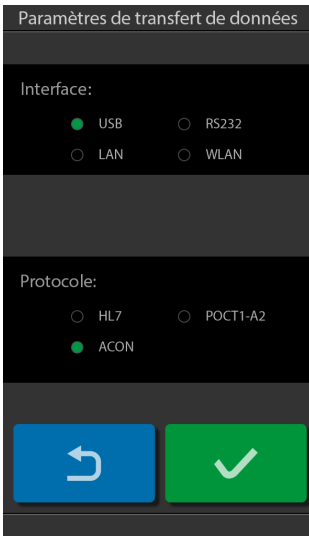 Paramètres de transfert de données
Interface:
USB RS232
LAN WLAN
Protocole:
HL7 POCT1-A2
ACON